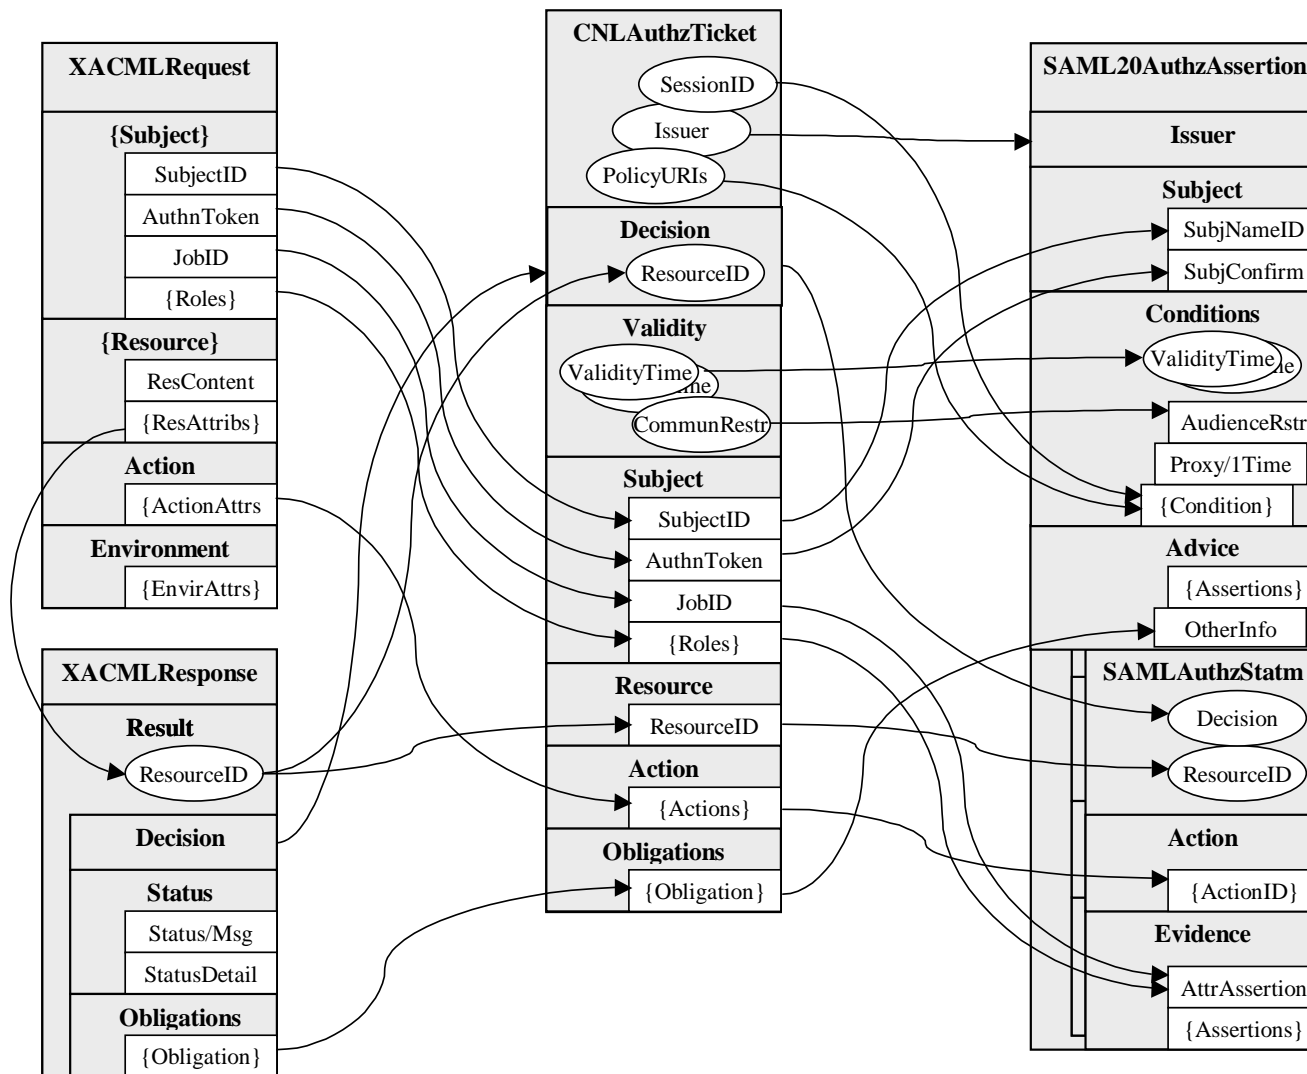 XACMLRequest
{Subject}
SubjectID
AuthnToken
JobID
{Roles}
{Resource}
ResContent
{ResAttribs}
Action
{ActionAttrs
Environment
{EnvirAttrs}
XACMLResponse
Result
ResourceID
Decision
Status
Status/Msg
StatusDetail
Obligations
{Obligation}
CNLAuthzTicket
SessionID
Issuer
PolicyURIs
Decision
ResourceID
Validity
ValidityTime
me
CommunRestr
Subject
SubjectID
AuthnToken
JobID
{Roles}
Resource
ResourceID
Action
{Actions}
Obligations
{Obligation}
SAML20AuthzAssertion
Issuer
Subject
SubjNameID
SubjConfirm
Conditions
ValidityTime
ne
AudienceRstr
Proxy/1Time
{Condition}
Advice
{Assertions}
OtherInfo
SAMLAuthzStatm
Decision
ResourceID
Action
{ActionID}
Evidence
AttrAssertion
{Assertions}